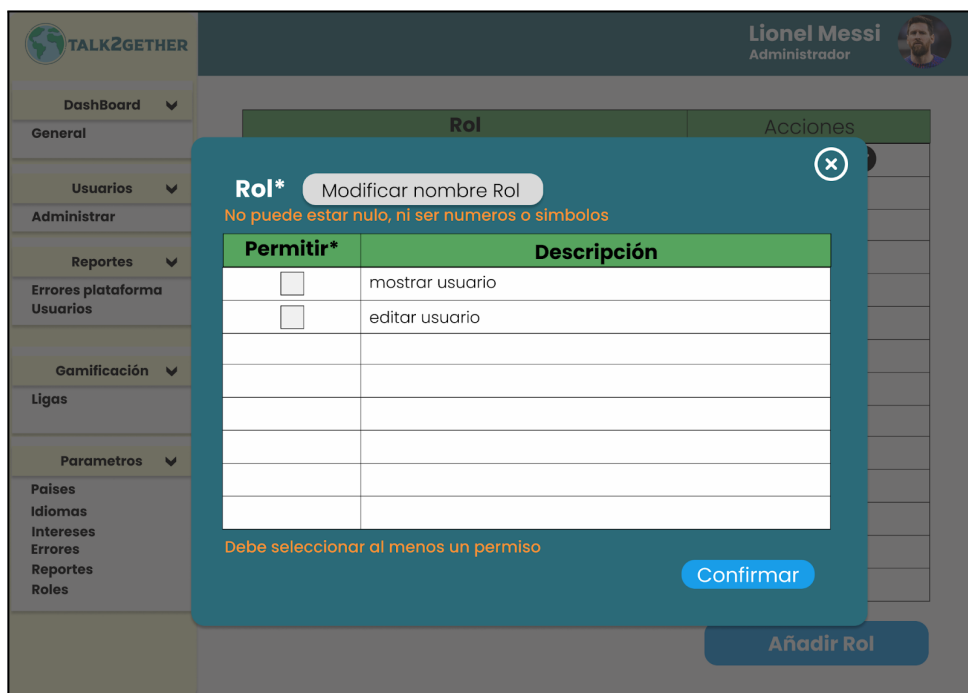 TALK2GETHER
Lionel Messi
Administrador
DashBoard
General
Usuarios
Administrar
Reportes
Errores plataforma
Usuarios
Gamificación
Ligas
Parametros
Paises
Idiomas
Intereses
Errores
Reportes
Roles
Rol Acciones
Rol* Modificar nombre Rol
No puede estar nulo, ni ser numeros o simbolos
Permitir* Descripción
mostrar usuario
editar usuario
Debe seleccionar al menos un permiso
Confirmar
Añadir Rol